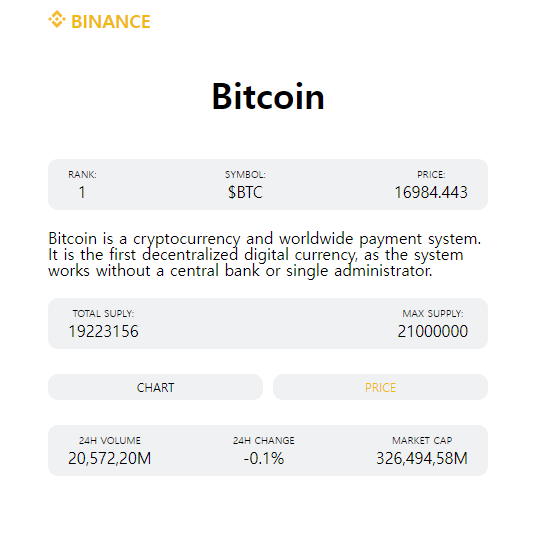 BINANCE
Bitcoin
RANK: SYMBOL: PRICE:
1 $BTC 16984.443
Bitcoin is a cryptocurrency and worldwide payment system.
It is the first decentralized digital currency, as the system
works without a central bank or single administrator.
TOTAL SUPLY: MAX SUPPLY:
19223156 21000000
CHART PRICE
24H VOLUME 24H CHANGE MARKET CAP
20,572,20M -0.1% 326,494,58M